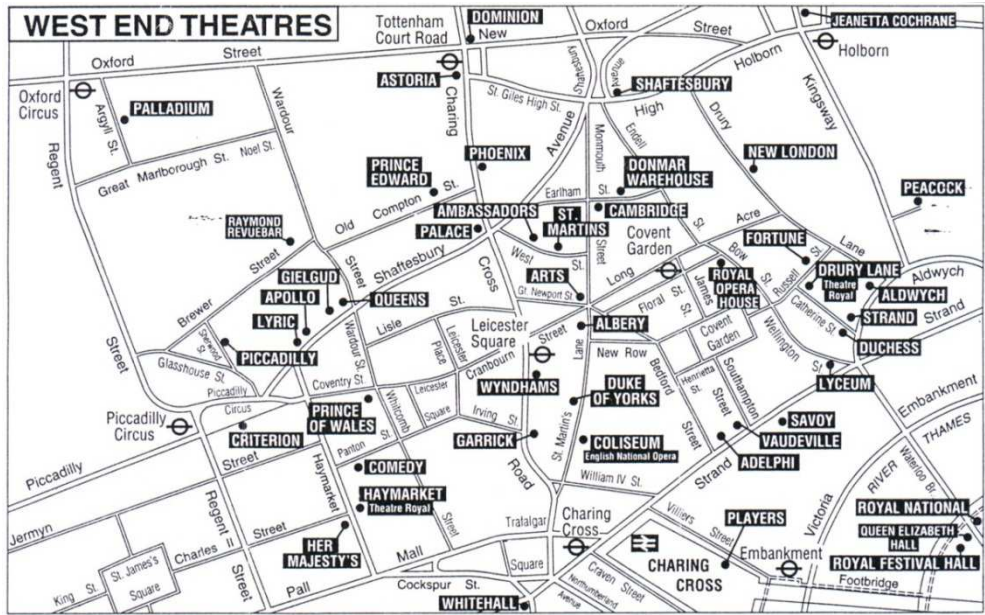 WEST END THEATRES
Tottenham
Court Road
DOMINION
New
Oxford
Street
JEANETTA COCHRANE
Holborn
Holborn
Oxford
Street
ASTORIA
Charing
Shaftesbury
Avenue
SHAFTESBURY
Kingsway
Oxford
Circus
Argyll St.
PALLADIUM
Wardour
St. Giles High St.
High
Drury
Regent
Great Marlborough St.
Noel St.
Avenue
Monmouth
Endell
PRINCE
EDWARD
PHOENIX
DONMAR
WAREHOUSE
NEW LONDON
PEACOCK
Old
Compton
St.
Earlham
St.
RAYMOND
REVUEBAR
AMBASSADORS
ST.
MARTINS
CAMBRIDGE
St.
Acre
PALACE
Covent
Garden
FORTUNE
Lane
Street
Street
Shaftesbury
Cross
West
St.
Street
Long
Bow
St.
Russell
St.
DRURY LANE
Theatre
Royal
Aldwych
GIELGUD
ARTS
Gt. Newport St.
Floral
St.
James
St.
ROYAL
OPERA
HOUSE
ALDWYCH
APOLLO
QUEENS
Brewer
LYRIC
Lisle
St.
Leicester
Square
Street
ALBERY
Covent
Garden
Wellington
St.
Catherine St.
STRAND
Strand
Sherwood
St.
PICCADILLY
Wardour St.
Leicester
Place
Cranbourn
Lane
New Row
DUCHESS
Glasshouse St.
Street
Coventry St.
Leicester
Square
WYNDHAMS
DUKE
OF YORKS
Bedford
Street
Henrietta
St.
Southampton
Street
LYCEUM
Embankment
Piccadilly
Circus
Piccadilly
Circus
PRINCE
OF WALES
Whitcomb
Street
Irving
St.
St. Martin's
SAVOY
THAMES
CRITERION
Panton
St.
GARRICK
COLISEUM
English National Opera
VAUDEVILLE
Waterloo Br.
Piccadilly
Street
Haymarket
COMEDY
Road
William IV St.
ADELPHI
Strand
RIVER
HAYMARKET
Theatre Royal
Victoria
ROYAL NATIONAL
Jermyn
Regent
Street
Street
Charing
Cross
Trafalgar
Square
Villiers
Street
PLAYERS
QUEEN ELIZABETH
HALL
Charles II
HER
MAJESTY'S
Mall
CHARING
CROSS
Embankment
ROYAL FESTIVAL HALL
King St.
St. James's
Square
Pall
Cockspur St.
Craven Street
Footbridge
WHITEHALL
Northumberland
Avenue